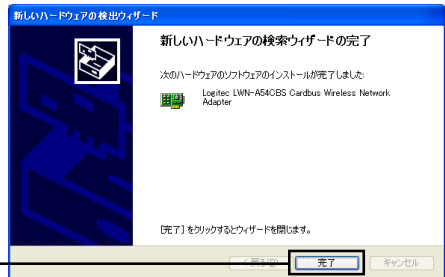 新しいハードウェアの検出ウィザード
新しいハードウェアの検索ウィザードの完了
次のハードウェアのソフトウェアのインストールが完了しました:
Logitec LWN-A54CBS Cardbus Wireless Network
Adapter
[完了] をクリックするとウィザードを閉じます。
< 戻る(B) 完了 キャンセル